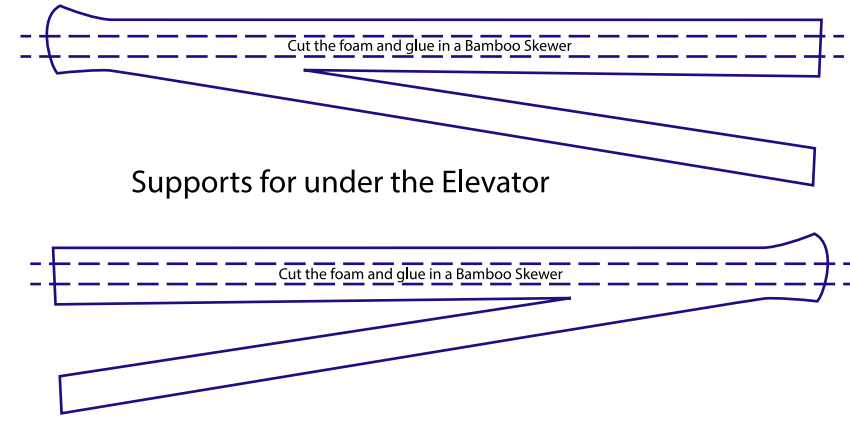 Cut the foam and glue in a Bamboo Skewer
Supports for under the Elevator
Cut the foam and glue in a Bamboo Skewer